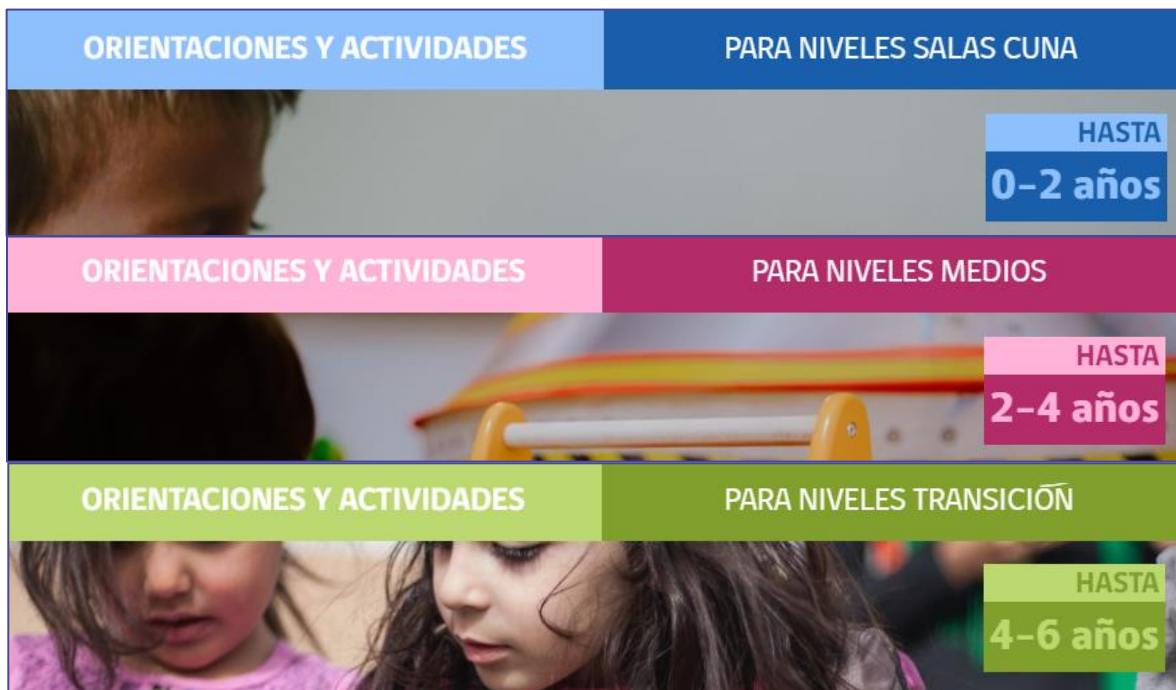 ORIENTACIONES Y ACTIVIDADES PARA NIVELES SALAS CUNA
HASTA
0-2 años
ORIENTACIONES Y ACTIVIDADES PARA NIVELES MEDIOS
HASTA
2-4 años
ORIENTACIONES Y ACTIVIDADES PARA NIVELES TRANSICIÓN
HASTA
4-6 años